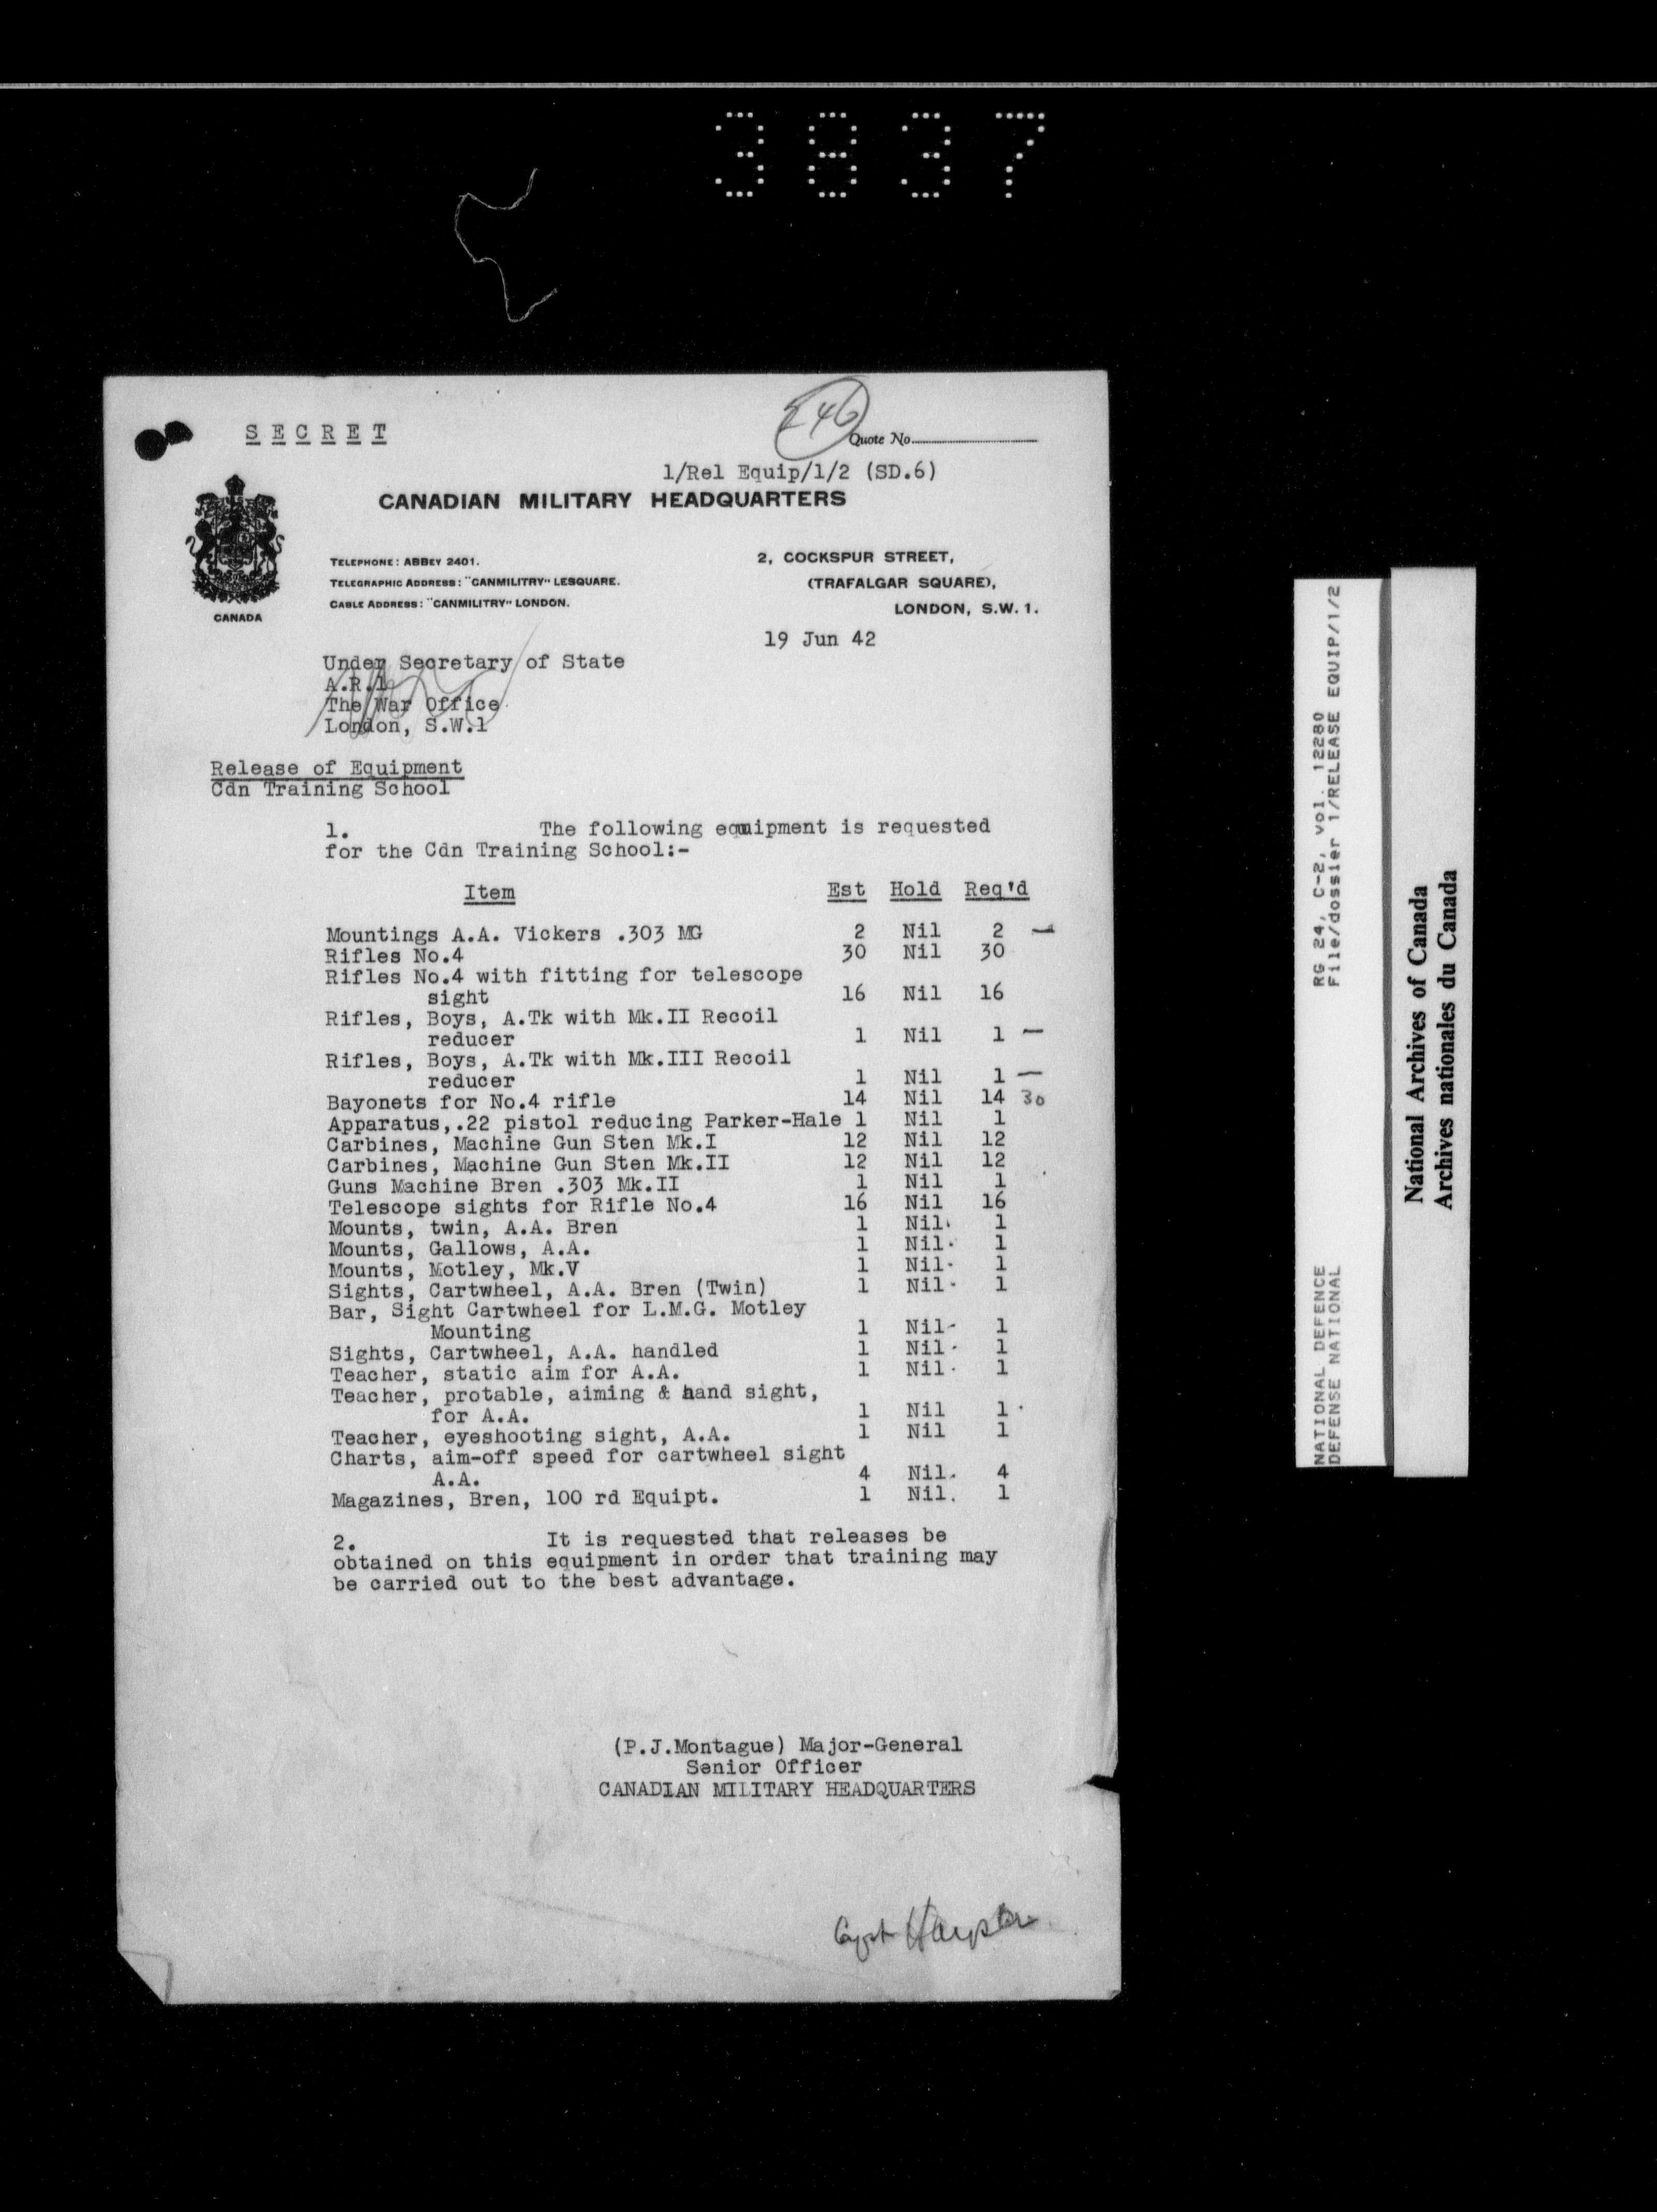 3837
SECRET
Quote No.
1/Rel Equip/1/2 (SD.6)
CANADIAN MILITARY HEADQUARTERS
CANADA
TELEPHONE: ABBEY 2401.
TELEGRAPHIC ADDRESS: "CANMILITRY" LESQUARE.
CABLE ADDRESS: "CANMILITRY" LONDON.
2, COCKSPUR STREET,
(TRAFALGAR SQUARE),
LONDON, S.W. 1.
19 Jun 42
Under Secretary of State
A.R.1
The War Office
London, S.W.1
Release of Equipment
Cdn Training School
1. The following equipment is requested
for the Cdn Training School:-
Item Est Hold Req'd
Mountings A.A. Vickers .303 MG 2 Nil 2 —
Rifles No.4 30 Nil 30
Rifles No.4 with fitting for telescope
sight 16 Nil 16
Rifles, Boys, A.Tk with Mk.II Recoil
reducer 1 Nil 1 —
Rifles, Boys, A.Tk with Mk.III Recoil
reducer 1 Nil 1 —
Bayonets for No.4 rifle 14 Nil 14 30
Apparatus,.22 pistol reducing Parker-Hale 1 Nil 1
Carbines, Machine Gun Sten Mk.I 12 Nil 12
Carbines, Machine Gun Sten Mk.II 12 Nil 12
Guns Machine Bren .303 Mk.II 1 Nil 1
Telescope sights for Rifle No.4 16 Nil 16
Mounts, twin, A.A. Bren 1 Nil 1
Mounts, Gallows, A.A. 1 Nil 1
Mounts, Motley, Mk.V 1 Nil 1
Sights, Cartwheel, A.A. Bren (Twin) 1 Nil 1
Bar, Sight Cartwheel for L.M.G. Motley
Mounting 1 Nil 1
Sights, Cartwheel, A.A. handled 1 Nil 1
Teacher, static aim for A.A. 1 Nil 1
Teacher, protable, aiming & hand sight,
for A.A. 1 Nil 1
Teacher, eyeshooting sight, A.A. 1 Nil 1
Charts, aim-off speed for cartwheel sight
A.A. 4 Nil 4
Magazines, Bren, 100 rd Equipt. 1 Nil 1
2. It is requested that releases be
obtained on this equipment in order that training may
be carried out to the best advantage.
(P.J.Montague) Major-General
Senior Officer
CANADIAN MILITARY HEADQUARTERS
Capt
NATIONAL DEFENCE RG 24, C-2, vol. 12280
DEFENSE NATIONAL File/dossier 1/RELEASE EQUIP/1/2
National Archives of Canada
Archives nationales du Canada